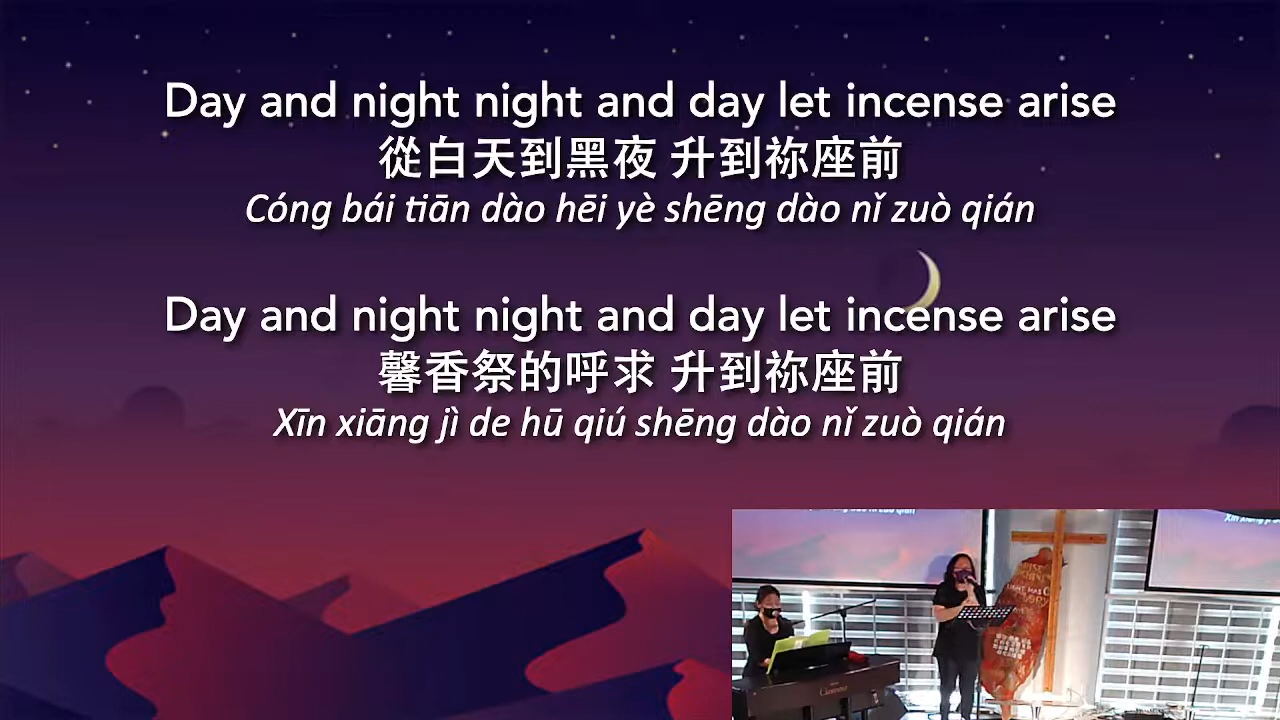 Day and night night and day let incense arise
從白天到黑夜 升到祢座前
Cóng bái tiān dào hēi yè shēng dào nǐ zuò qián
Day and night night and day let incense arise
馨香祭的呼求 升到祢座前
Xīn xiāng jì de hū qiú shēng dào nǐ zuò qián